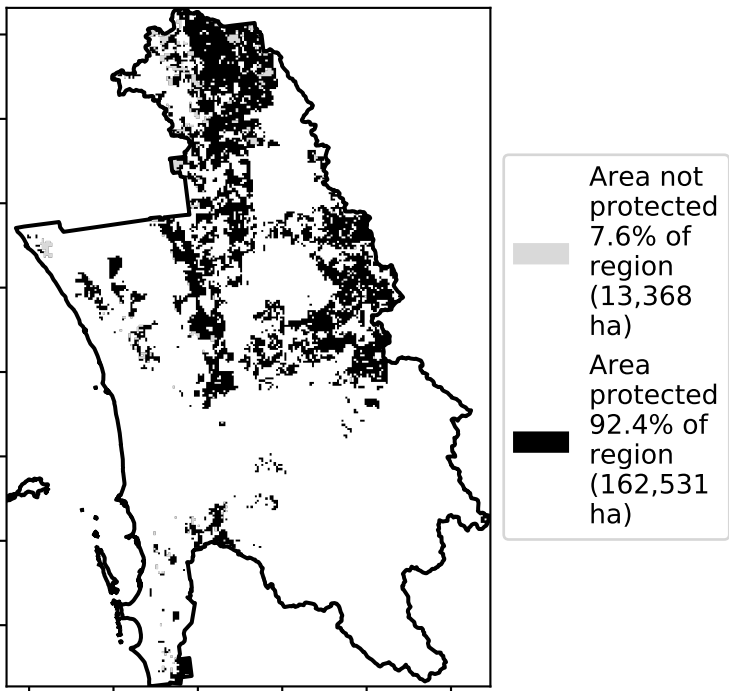 Area not
protected
7.6% of
region
(13,368
ha)
Area
protected
92.4% of
region
(162,531
ha)